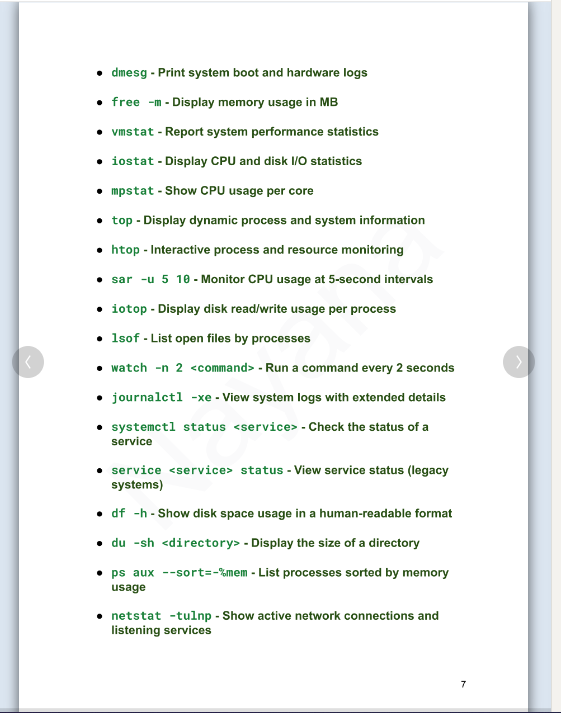 • dmesg - Print system boot and hardware logs
• free -m - Display memory usage in MB
• vmstat - Report system performance statistics
• iostat - Display CPU and disk I/O statistics
• mpstat - Show CPU usage per core
• top - Display dynamic process and system information
• htop - Interactive process and resource monitoring
• sar -u 5 10 - Monitor CPU usage at 5-second intervals
• iotop - Display disk read/write usage per process
• lsof - List open files by processes
• watch -n 2 <command> - Run a command every 2 seconds
• journalctl -xe - View system logs with extended details
• systemctl status <service> - Check the status of a
service
• service <service> status - View service status (legacy
systems)
• df -h - Show disk space usage in a human-readable format
• du -sh <directory> - Display the size of a directory
• ps aux --sort=-%mem - List processes sorted by memory
usage
• netstat -tulnp - Show active network connections and
listening services
7